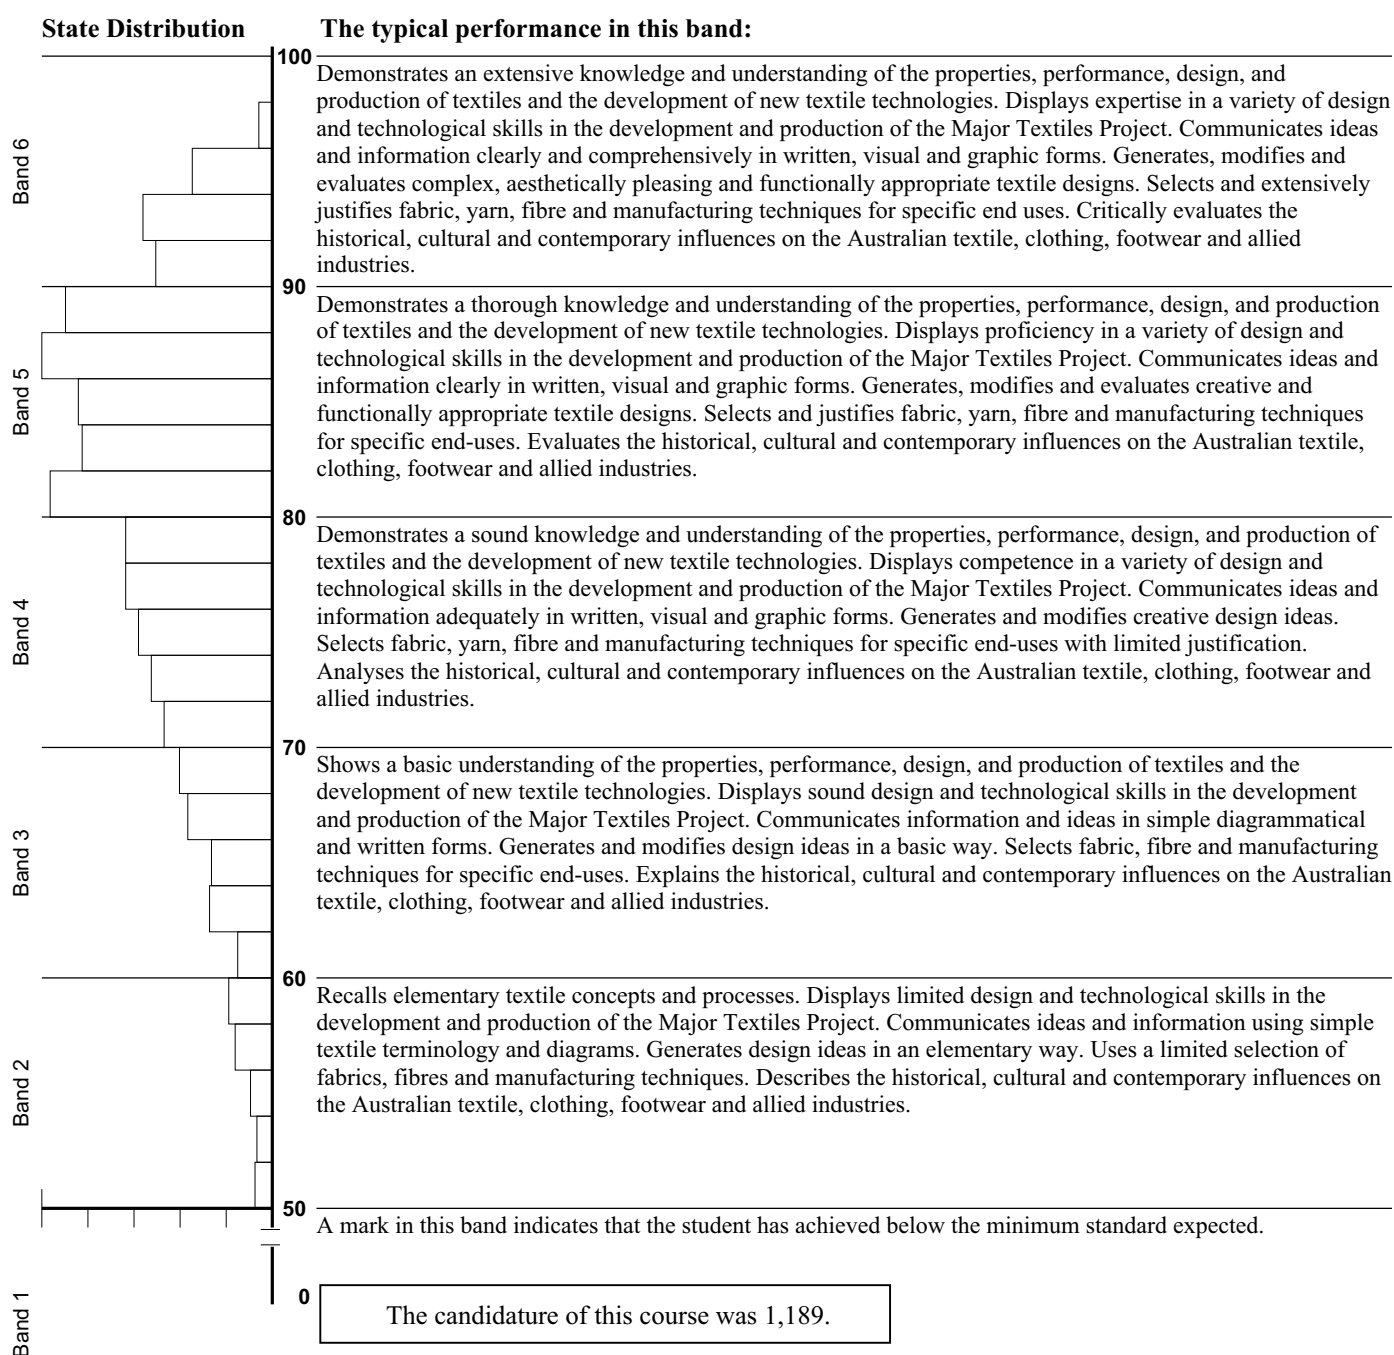 State Distribution
The typical performance in this band:
100
Band 6
Demonstrates an extensive knowledge and understanding of the properties, performance, design, and
production of textiles and the development of new textile technologies. Displays expertise in a variety of design
and technological skills in the development and production of the Major Textiles Project. Communicates ideas
and information clearly and comprehensively in written, visual and graphic forms. Generates, modifies and
evaluates complex, aesthetically pleasing and functionally appropriate textile designs. Selects and extensively
justifies fabric, yarn, fibre and manufacturing techniques for specific end uses. Critically evaluates the
historical, cultural and contemporary influences on the Australian textile, clothing, footwear and allied
industries.
90
Band 5
Demonstrates a thorough knowledge and understanding of the properties, performance, design, and production
of textiles and the development of new textile technologies. Displays proficiency in a variety of design and
technological skills in the development and production of the Major Textiles Project. Communicates ideas and
information clearly in written, visual and graphic forms. Generates, modifies and evaluates creative and
functionally appropriate textile designs. Selects and justifies fabric, yarn, fibre and manufacturing techniques
for specific end-uses. Evaluates the historical, cultural and contemporary influences on the Australian textile,
clothing, footwear and allied industries.
80
Band 4
Demonstrates a sound knowledge and understanding of the properties, performance, design, and production of
textiles and the development of new textile technologies. Displays competence in a variety of design and
technological skills in the development and production of the Major Textiles Project. Communicates ideas and
information adequately in written, visual and graphic forms. Generates and modifies creative design ideas.
Selects fabric, yarn, fibre and manufacturing techniques for specific end-uses with limited justification.
Analyses the historical, cultural and contemporary influences on the Australian textile, clothing, footwear and
allied industries.
70
Band 3
Shows a basic understanding of the properties, performance, design, and production of textiles and the
development of new textile technologies. Displays sound design and technological skills in the development
and production of the Major Textiles Project. Communicates information and ideas in simple diagrammatical
and written forms. Generates and modifies design ideas in a basic way. Selects fabric, fibre and manufacturing
techniques for specific end-uses. Explains the historical, cultural and contemporary influences on the Australian
textile, clothing, footwear and allied industries.
60
Band 2
Recalls elementary textile concepts and processes. Displays limited design and technological skills in the
development and production of the Major Textiles Project. Communicates ideas and information using simple
textile terminology and diagrams. Generates design ideas in an elementary way. Uses a limited selection of
fabrics, fibres and manufacturing techniques. Describes the historical, cultural and contemporary influences on
the Australian textile, clothing, footwear and allied industries.
50
A mark in this band indicates that the student has achieved below the minimum standard expected.
Band 1
0
The candidature of this course was 1,189.